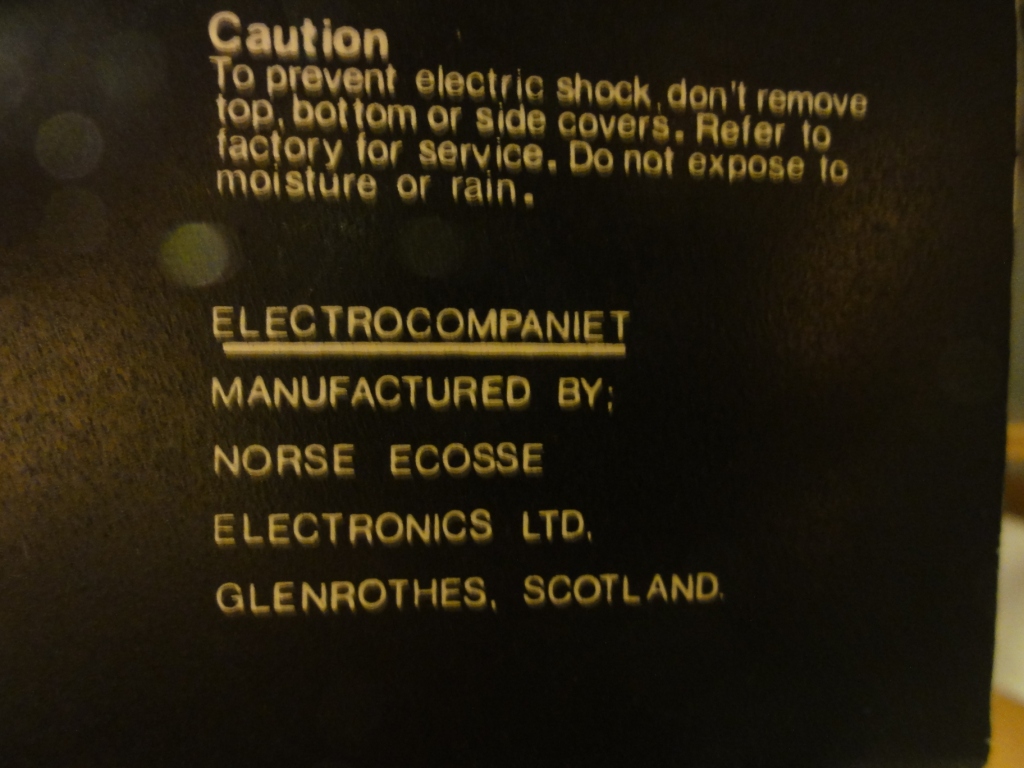 Caution
To prevent electric shock, don't remove
top, bottom or side covers. Refer to
factory for service. Do not expose to
moisture or rain.
ELECTROCOMPANIET
MANUFACTURED BY;
NORSE ECOSSE
ELECTRONICS LTD.
GLENROTHES, SCOTLAND.